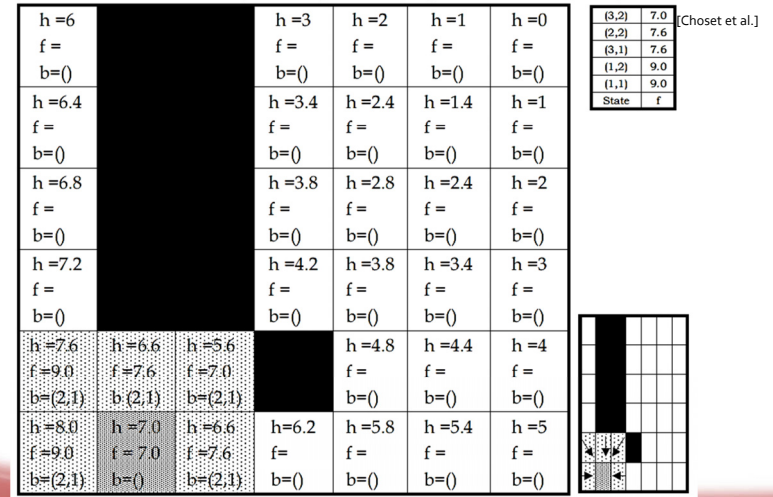 h =6 h =3 h =2 h =1 h =0
f = f = f = f = f =
b=() b=() b=() b=() b=()
h =6.4 h =3.4 h =2.4 h =1.4 h =1
f = f = f = f = f =
b=() b=() b=() b=() b=()
h =6.8 h =3.8 h =2.8 h =2.4 h =2
f = f = f = f = f =
b=() b=() b=() b=() b=()
h =7.2 h =4.2 h =3.8 h =3.4 h =3
f = f = f = f = f =
b=() b=() b=() b=() b=()
h =7.6 h =6.6 h =5.6 h =4.8 h =4.4 h =4
f =9.0 f =7.6 f =7.0 f = f = f =
b=(2,1) b (2,1) b=(2,1) b=() b=() b=()
h =8.0 h =7.0 h =6.6 h=6.2 h =5.8 h =5.4 h =5
f =9.0 f = 7.0 f =7.6 f= f = f = f =
b=(2,1) b=() b=(2,1) b=() b=() b=() b=()
(3,2) 7.0
(2,2) 7.6
(3,1) 7.6
(1,2) 9.0
(1,1) 9.0
State f
[Choset et al.]